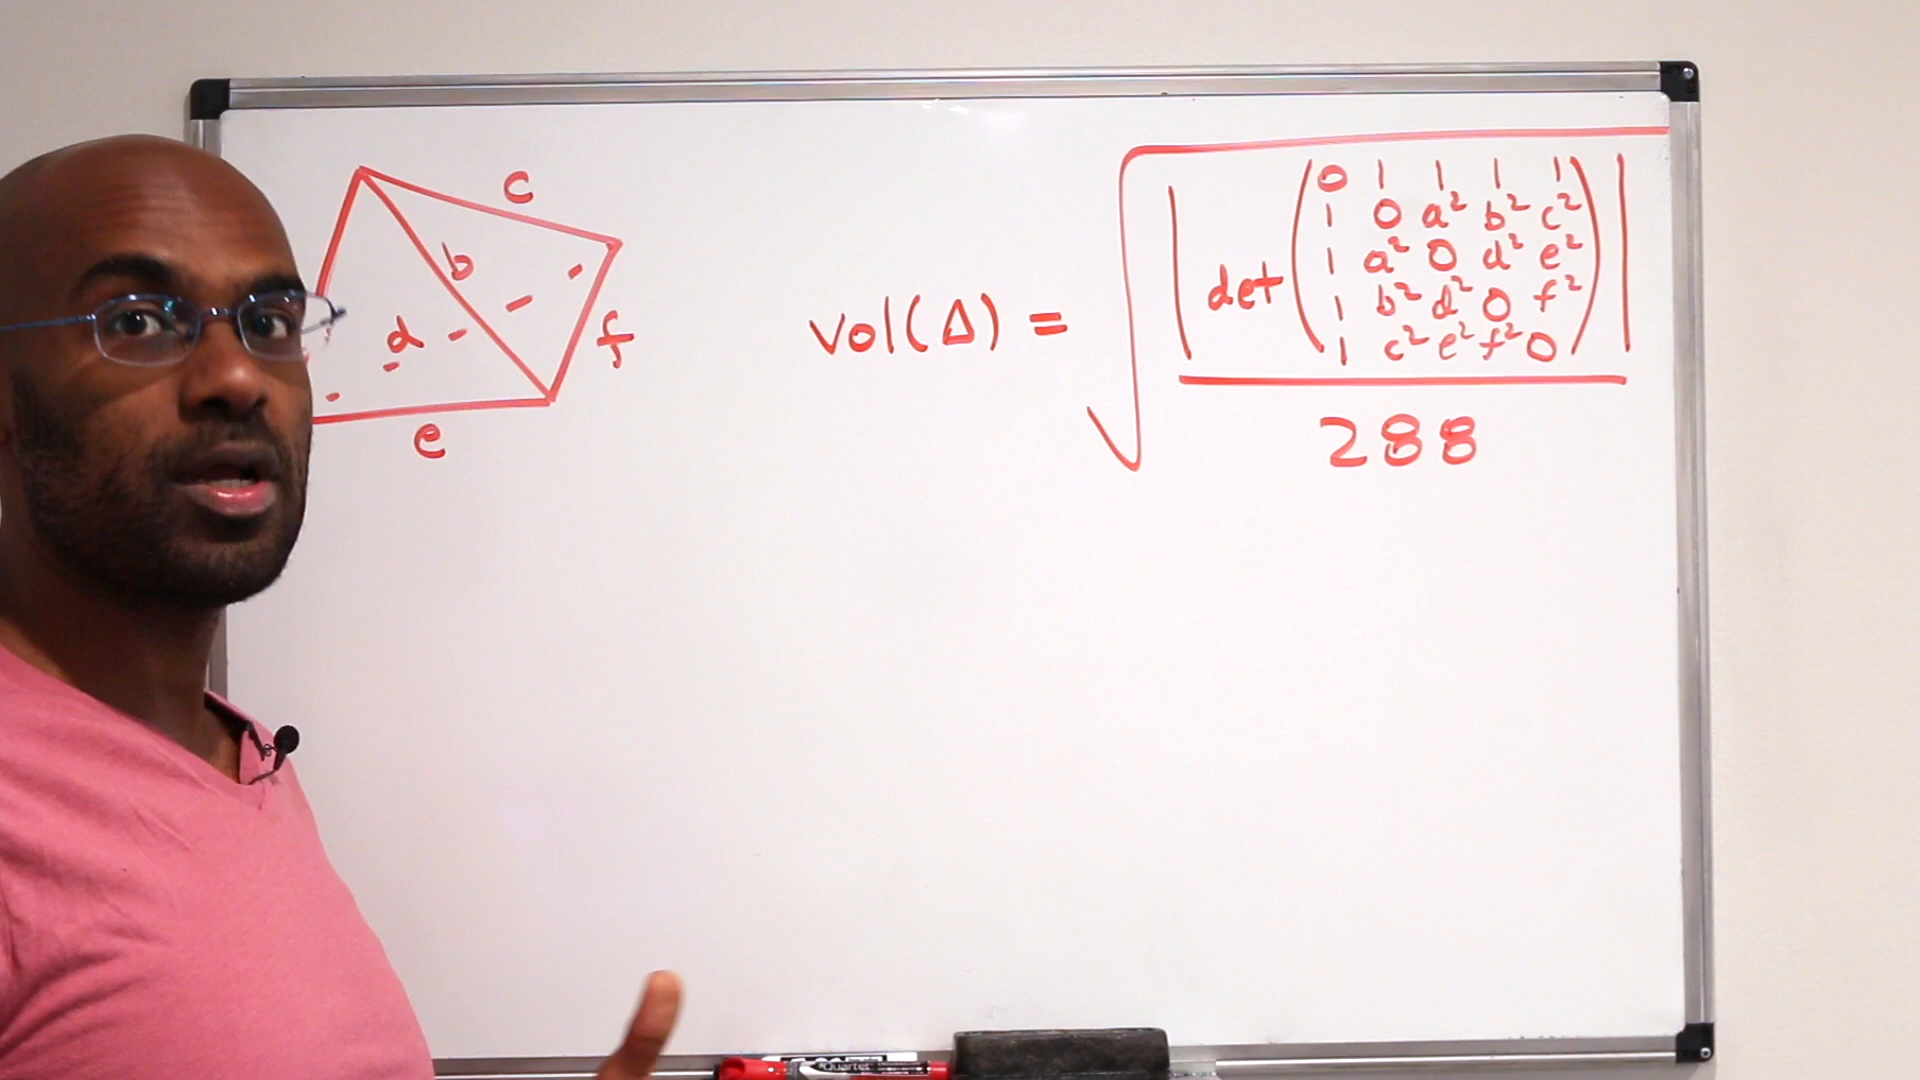 c
b
d
f
e
vol(Δ) = √ | det ( 0 1 1 1 1
1 0 a² b² c²
1 a² 0 d² e²
1 b² d² 0 f²
1 c² e² f² 0 ) |
288
Quartet